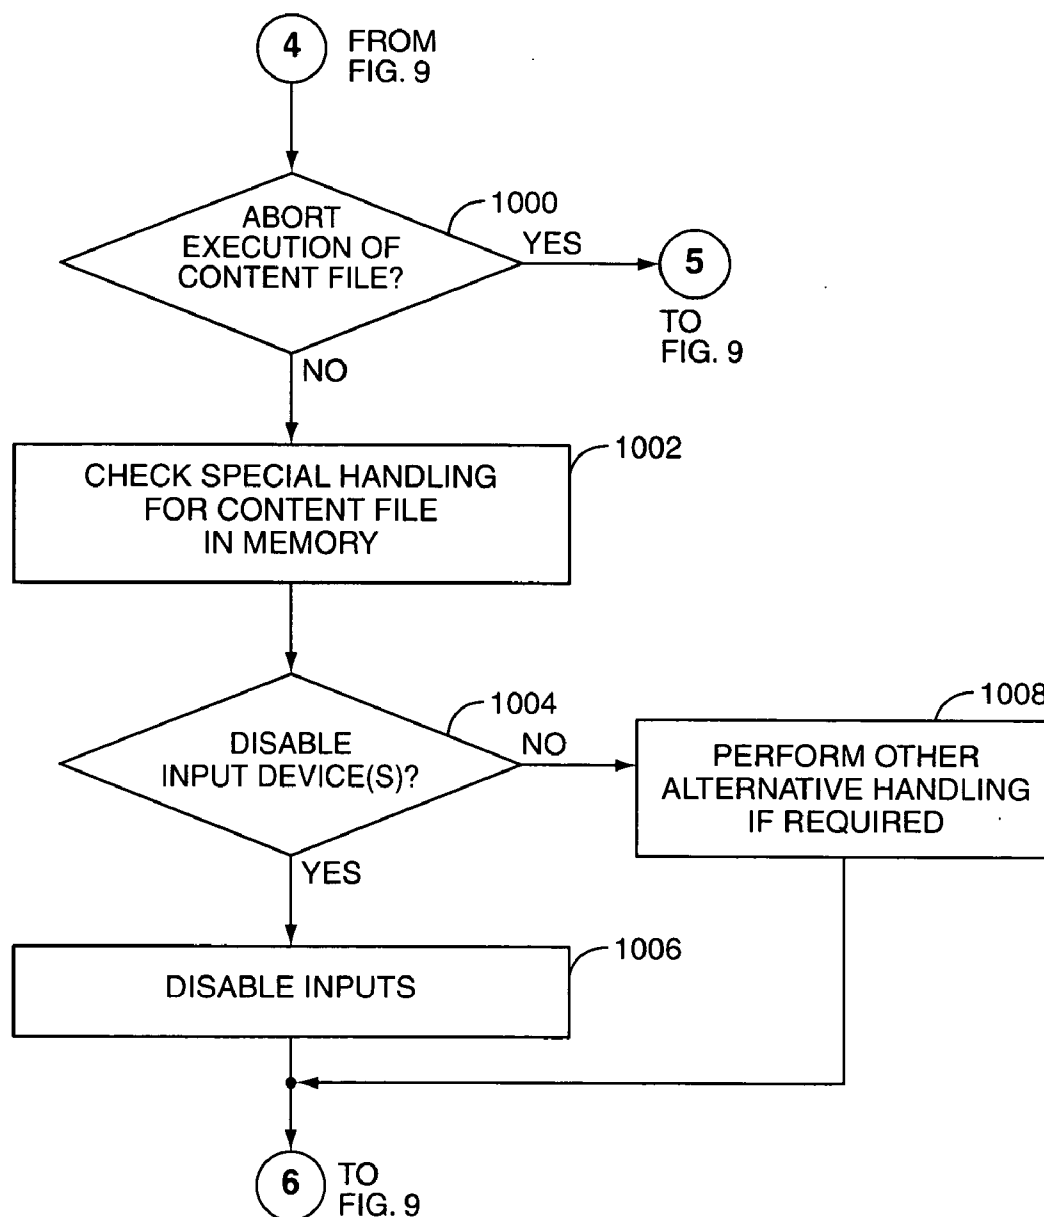 4
FROM
FIG. 9
1000
ABORT
EXECUTION OF
CONTENT FILE?
YES
5
TO
FIG. 9
NO
1002
CHECK SPECIAL HANDLING
FOR CONTENT FILE
IN MEMORY
1004
DISABLE
INPUT DEVICE(S)?
NO
1008
PERFORM OTHER
ALTERNATIVE HANDLING
IF REQUIRED
YES
1006
DISABLE INPUTS
6
TO
FIG. 9